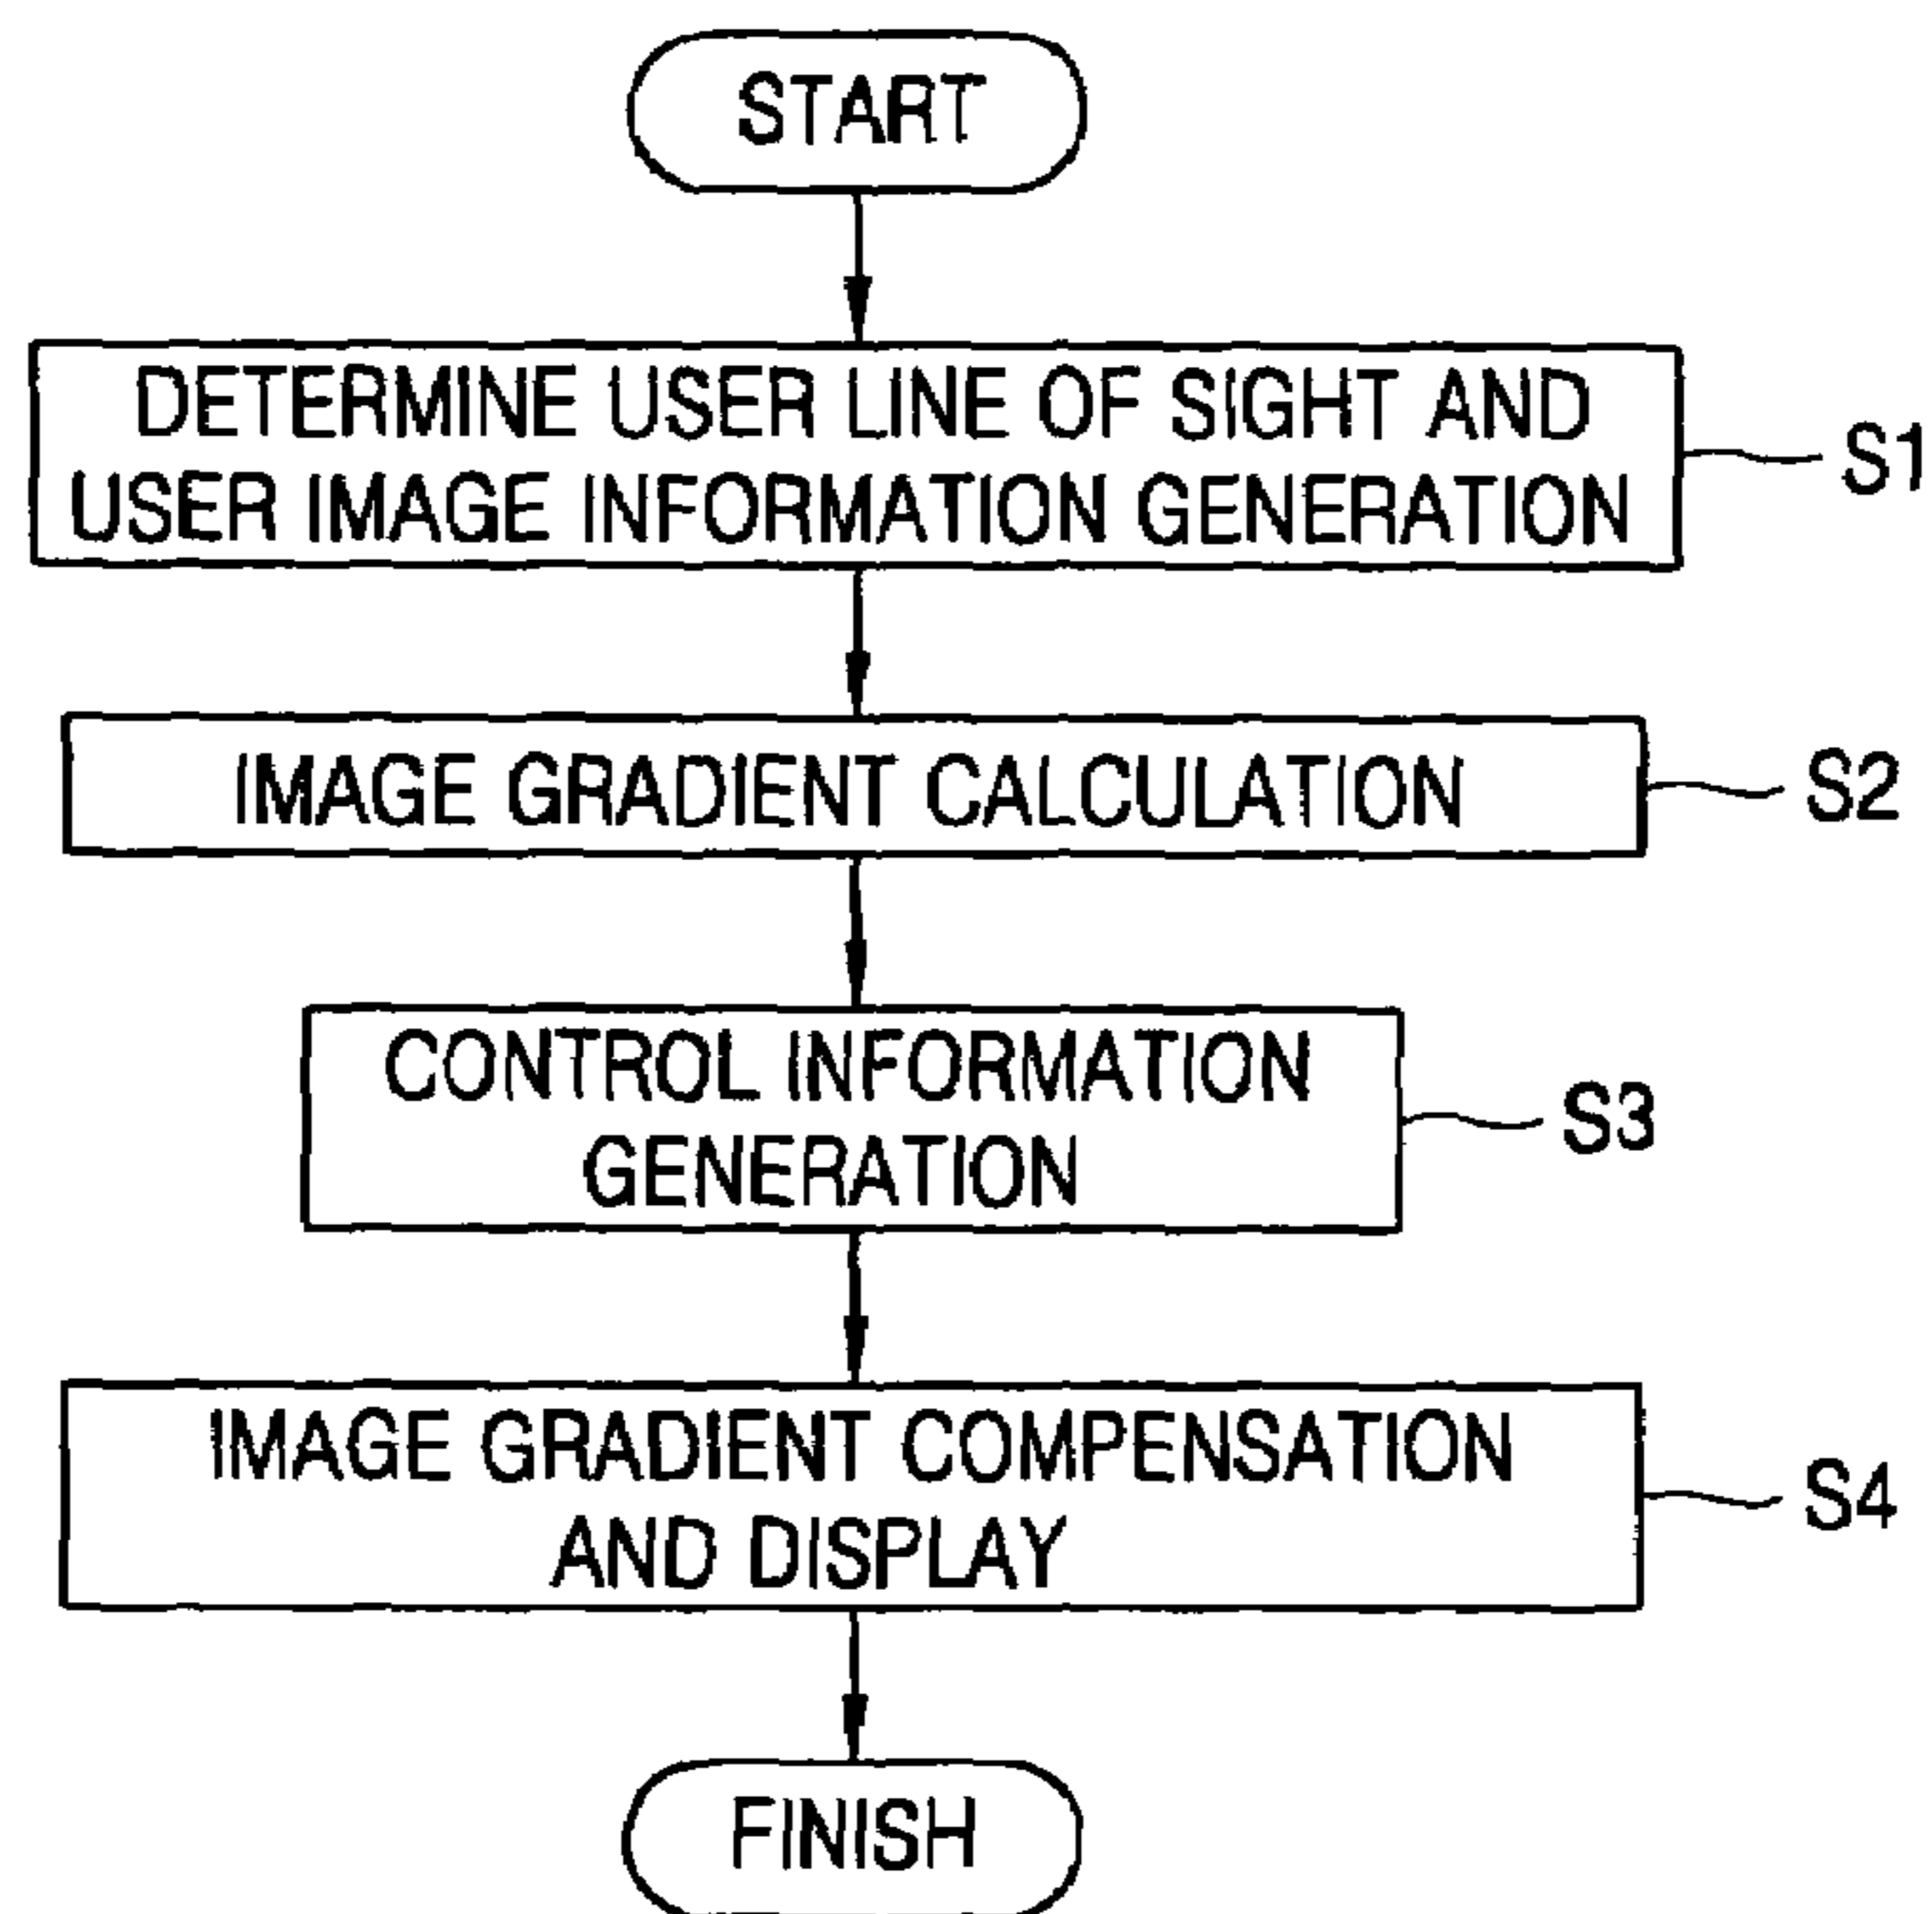 START
DETERMINE USER LINE OF SIGHT AND
USER IMAGE INFORMATION GENERATION
S1
IMAGE GRADIENT CALCULATION
S2
CONTROL INFORMATION
GENERATION
S3
IMAGE GRADIENT COMPENSATION
AND DISPLAY
S4
FINISH